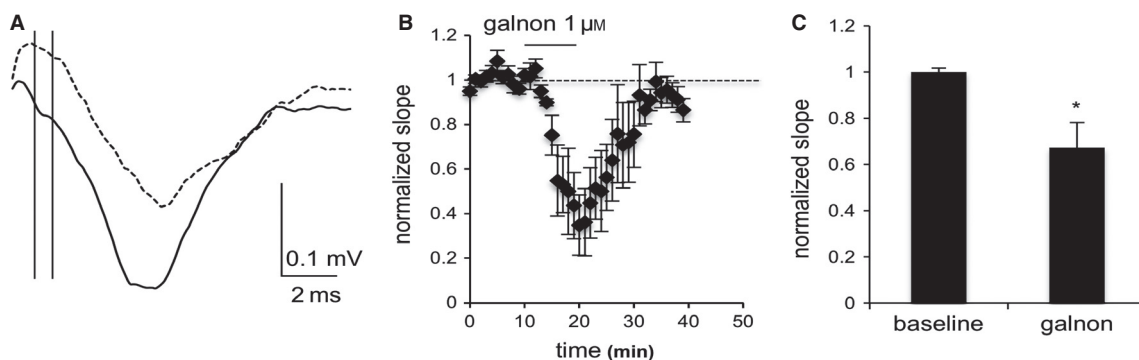 A
0.1 mV
2 ms
B
galnon 1 µM
normalized slope
1.2
1
0.8
0.6
0.4
0.2
0
0 10 20 30 40 50
time (min)
C
normalized slope
1.2
1
0.8
0.6
0.4
0.2
0
*
baseline galnon